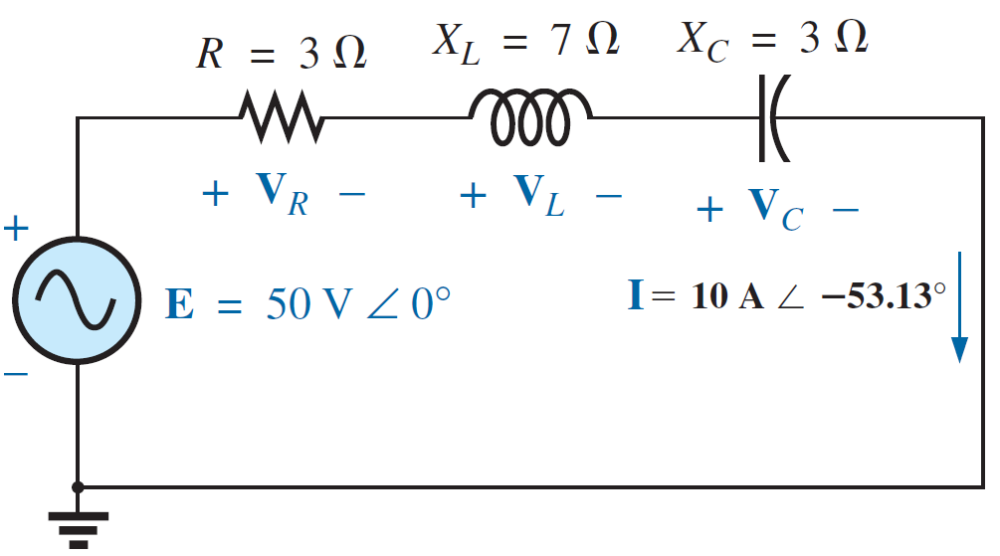 R = 3 Ω
X_L = 7 Ω
X_C = 3 Ω
+ V_R −
+ V_L −
+ V_C −
+
E = 50 V ∠ 0°
I = 10 A ∠ −53.13°
−